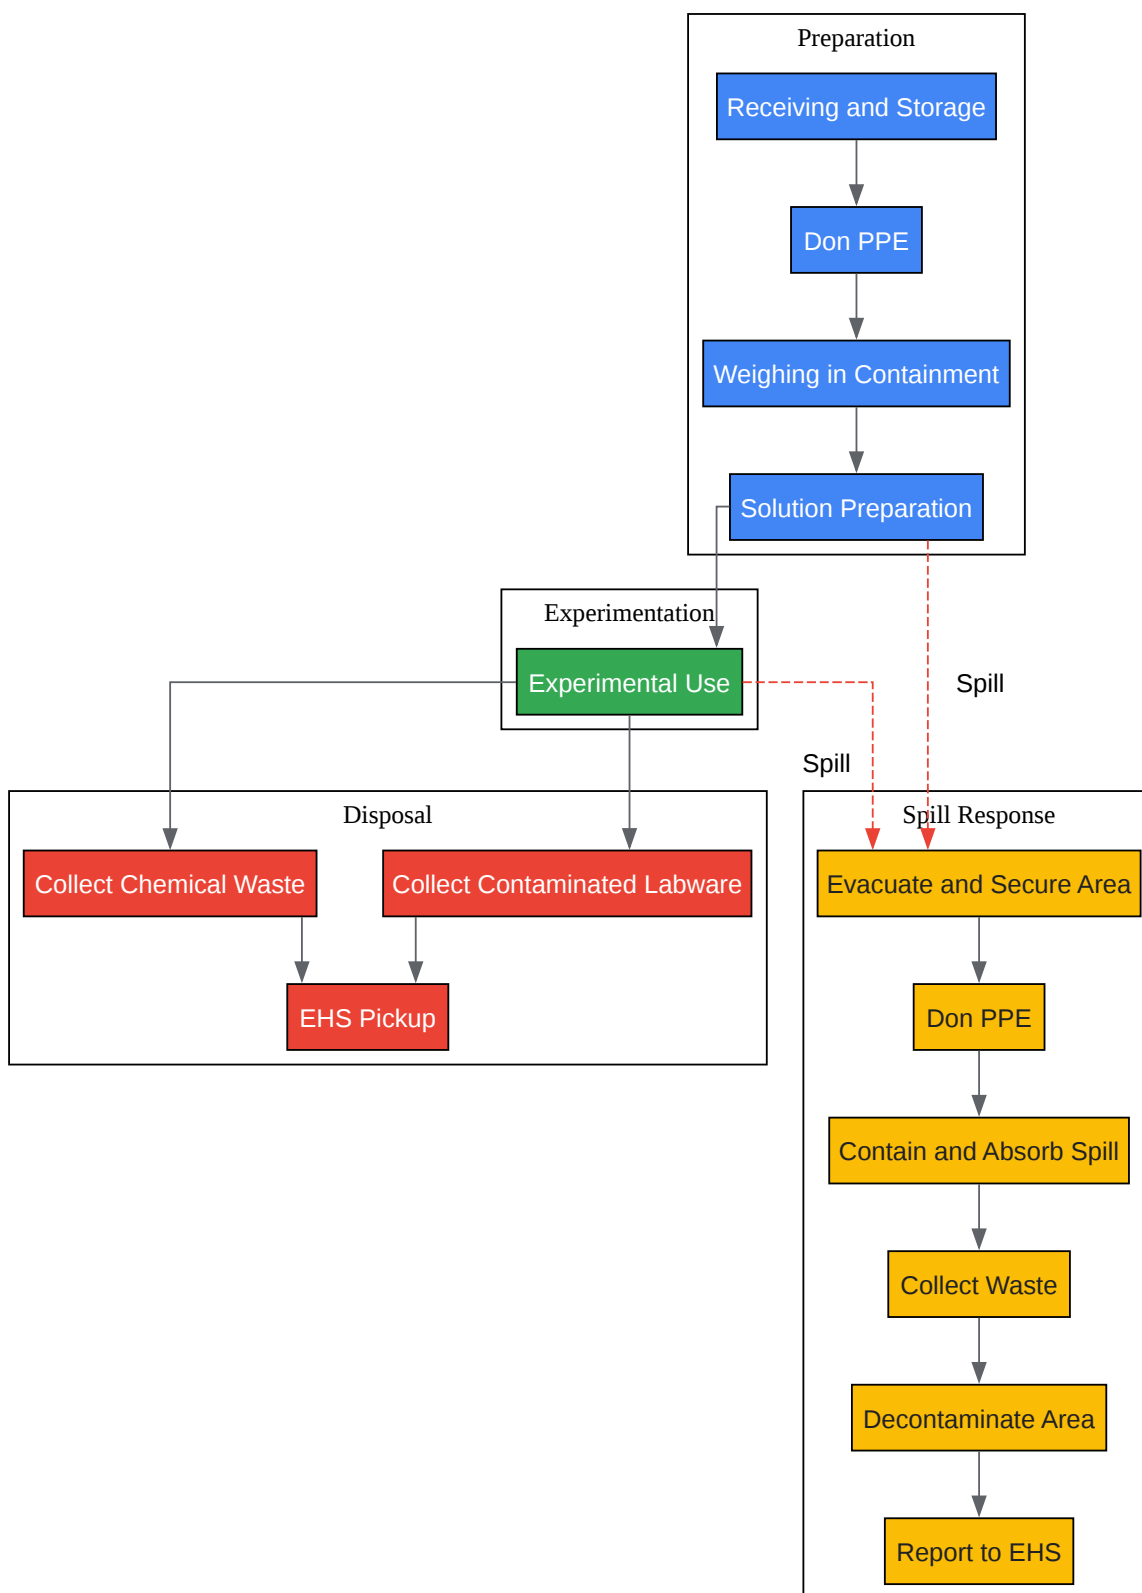 Preparation
Receiving and Storage
Don PPE
Weighing in Containment
Solution Preparation
Experimentation
Experimental Use
Spill
Spill
Disposal
Collect Chemical Waste
Collect Contaminated Labware
EHS Pickup
Spill Response
Evacuate and Secure Area
Don PPE
Contain and Absorb Spill
Collect Waste
Decontaminate Area
Report to EHS